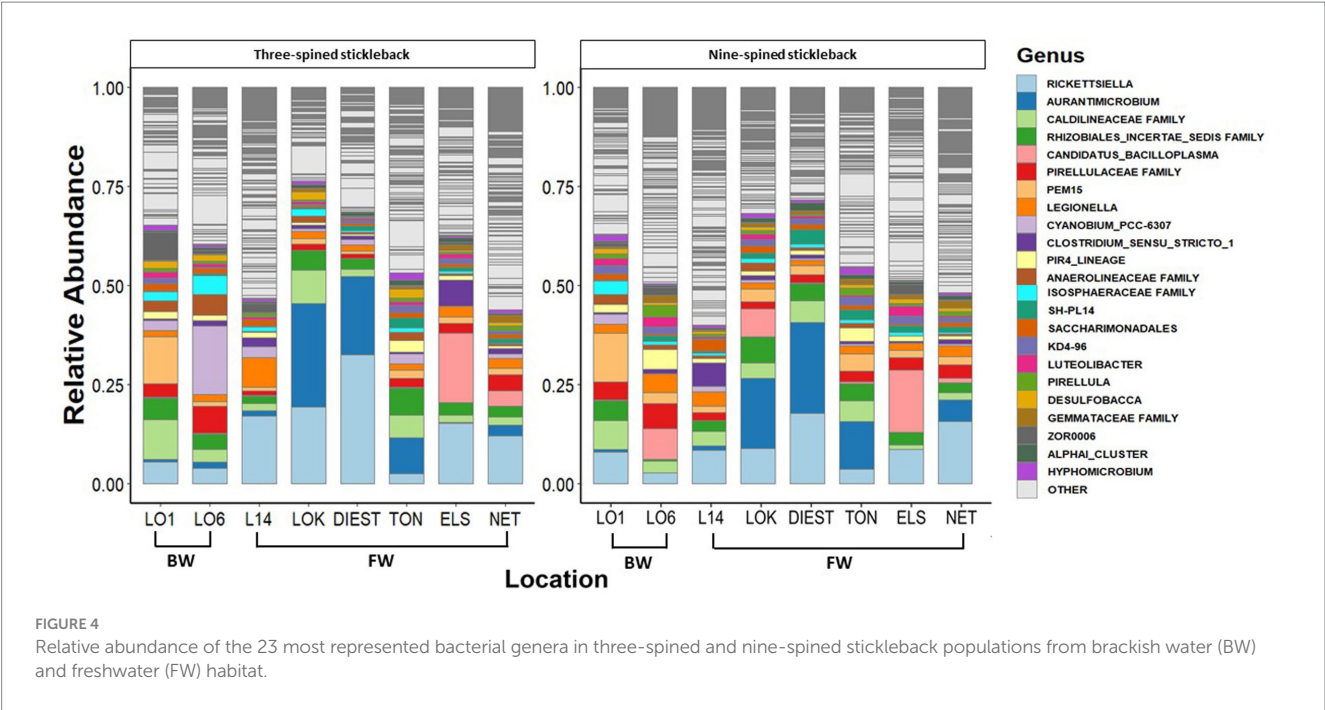 Three-spined stickleback
Nine-spined stickleback
Relative Abundance
1.00
0.75
0.50
0.25
0.00
1.00
0.75
0.50
0.25
0.00
LO1 LO6 L14 LOK DIEST TON ELS NET
BW FW
LO1 LO6 L14 LOK DIEST TON ELS NET
BW FW
Location
Genus
RICKETTSIELLA
AURANTIMICROBIUM
CALDILINEACEAE FAMILY
RHIZOBIALES_INCERTAE_SEDIS FAMILY
CANDIDATUS_BACILLOPLASMA
PIRELLULACEAE FAMILY
PEM15
LEGIONELLA
CYANOBIUM_PCC-6307
CLOSTRIDIUM_SENSU_STRICTO_1
PIR4_LINEAGE
ANAEROLINEACEAE FAMILY
ISOSPHAERACEAE FAMILY
SH-PL14
SACCHARIMONADALES
KD4-96
LUTEOLIBACTER
PIRELLULA
DESULFOBACCA
GEMMATACEAE FAMILY
ZOR0006
ALPHAI_CLUSTER
HYPHOMICROBIUM
OTHER
FIGURE 4
Relative abundance of the 23 most represented bacterial genera in three-spined and nine-spined stickleback populations from brackish water (BW)
and freshwater (FW) habitat.